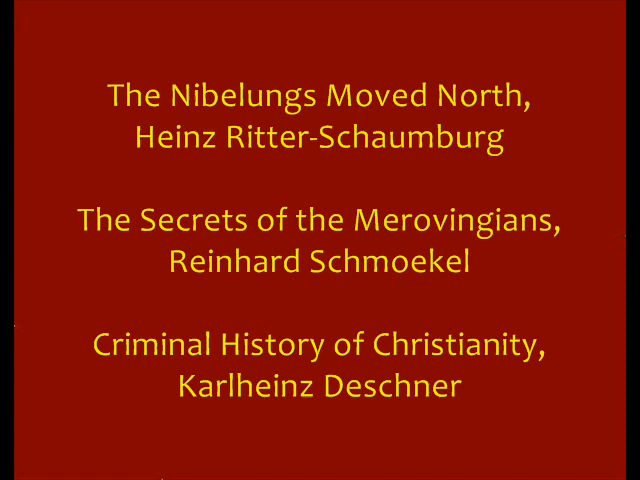 The Nibelungs Moved North,
Heinz Ritter-Schaumburg
The Secrets of the Merovingians,
Reinhard Schmoekel
Criminal History of Christianity,
Karlheinz Deschner